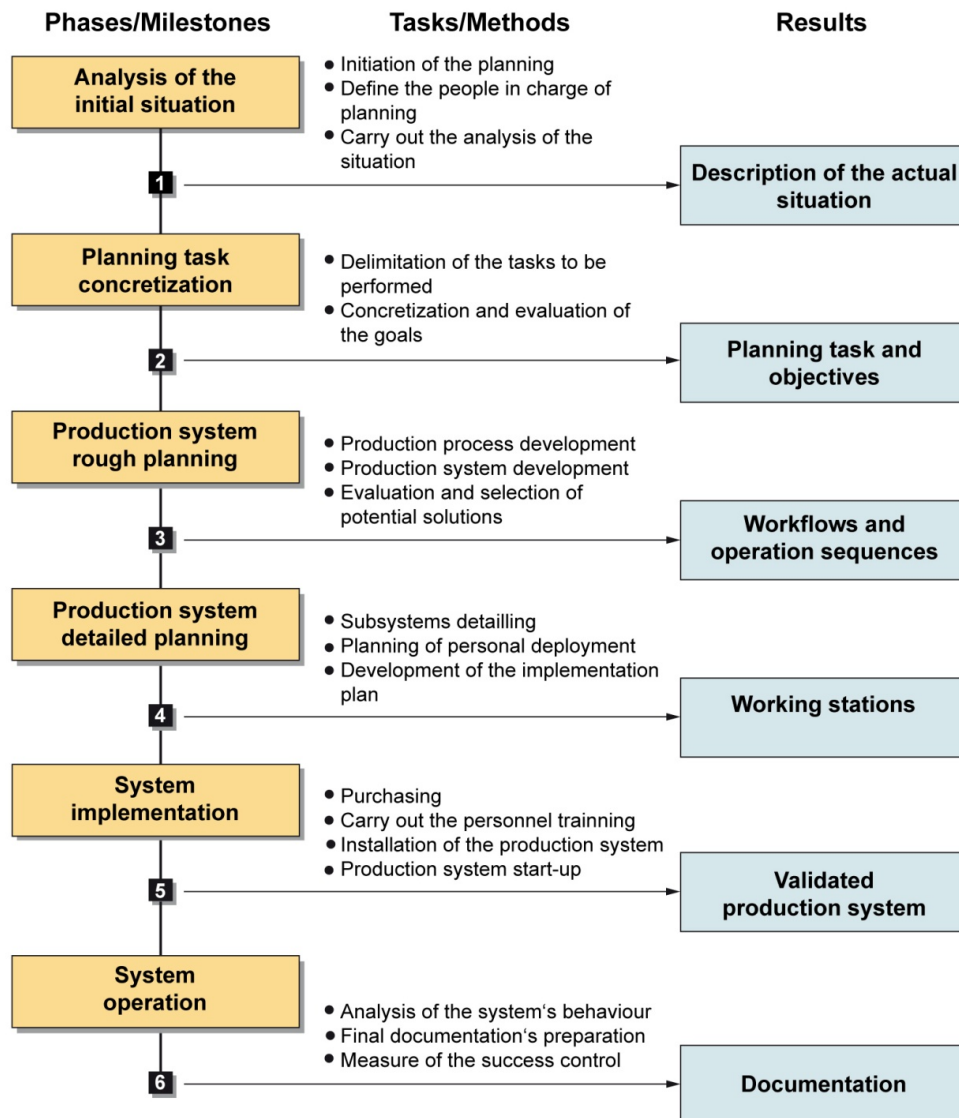 Phases/Milestones
Tasks/Methods
Results
Analysis of the
initial situation
• Initiation of the planning
• Define the people in charge of
planning
• Carry out the analysis of the
situation
1
Description of the actual
situation
Planning task
concretization
• Delimitation of the tasks to be
performed
• Concretization and evaluation of
the goals
2
Planning task and
objectives
Production system
rough planning
• Production process development
• Production system development
• Evaluation and selection of
potential solutions
3
Workflows and
operation sequences
Production system
detailed planning
• Subsystems detailling
• Planning of personal deployment
• Development of the implementation
plan
4
Working stations
System
implementation
• Purchasing
• Carry out the personnel trainning
• Installation of the production system
• Production system start-up
5
Validated
production system
System
operation
• Analysis of the system‘s behaviour
• Final documentation‘s preparation
• Measure of the success control
6
Documentation